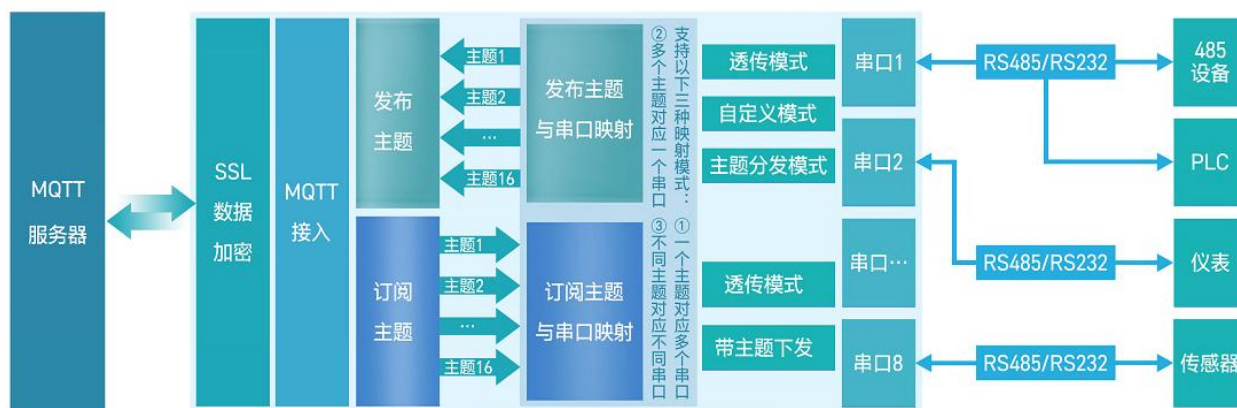 MQTT
服务器
SSL
数据
加密
MQTT
接入
发布
主题
主题1
主题2
…
主题16
订阅
主题
主题1
主题2
…
主题16
发布主题
与串口映射
订阅主题
与串口映射
支持以下三种映射模式：
①一个主题对应多个串口
②多个主题对应一个串口
③不同主题对应不同串口
透传模式
自定义模式
主题分发模式
透传模式
带主题下发
串口1
串口2
串口…
串口8
RS485/RS232
RS485/RS232
RS485/RS232
485
设备
PLC
仪表
传感器